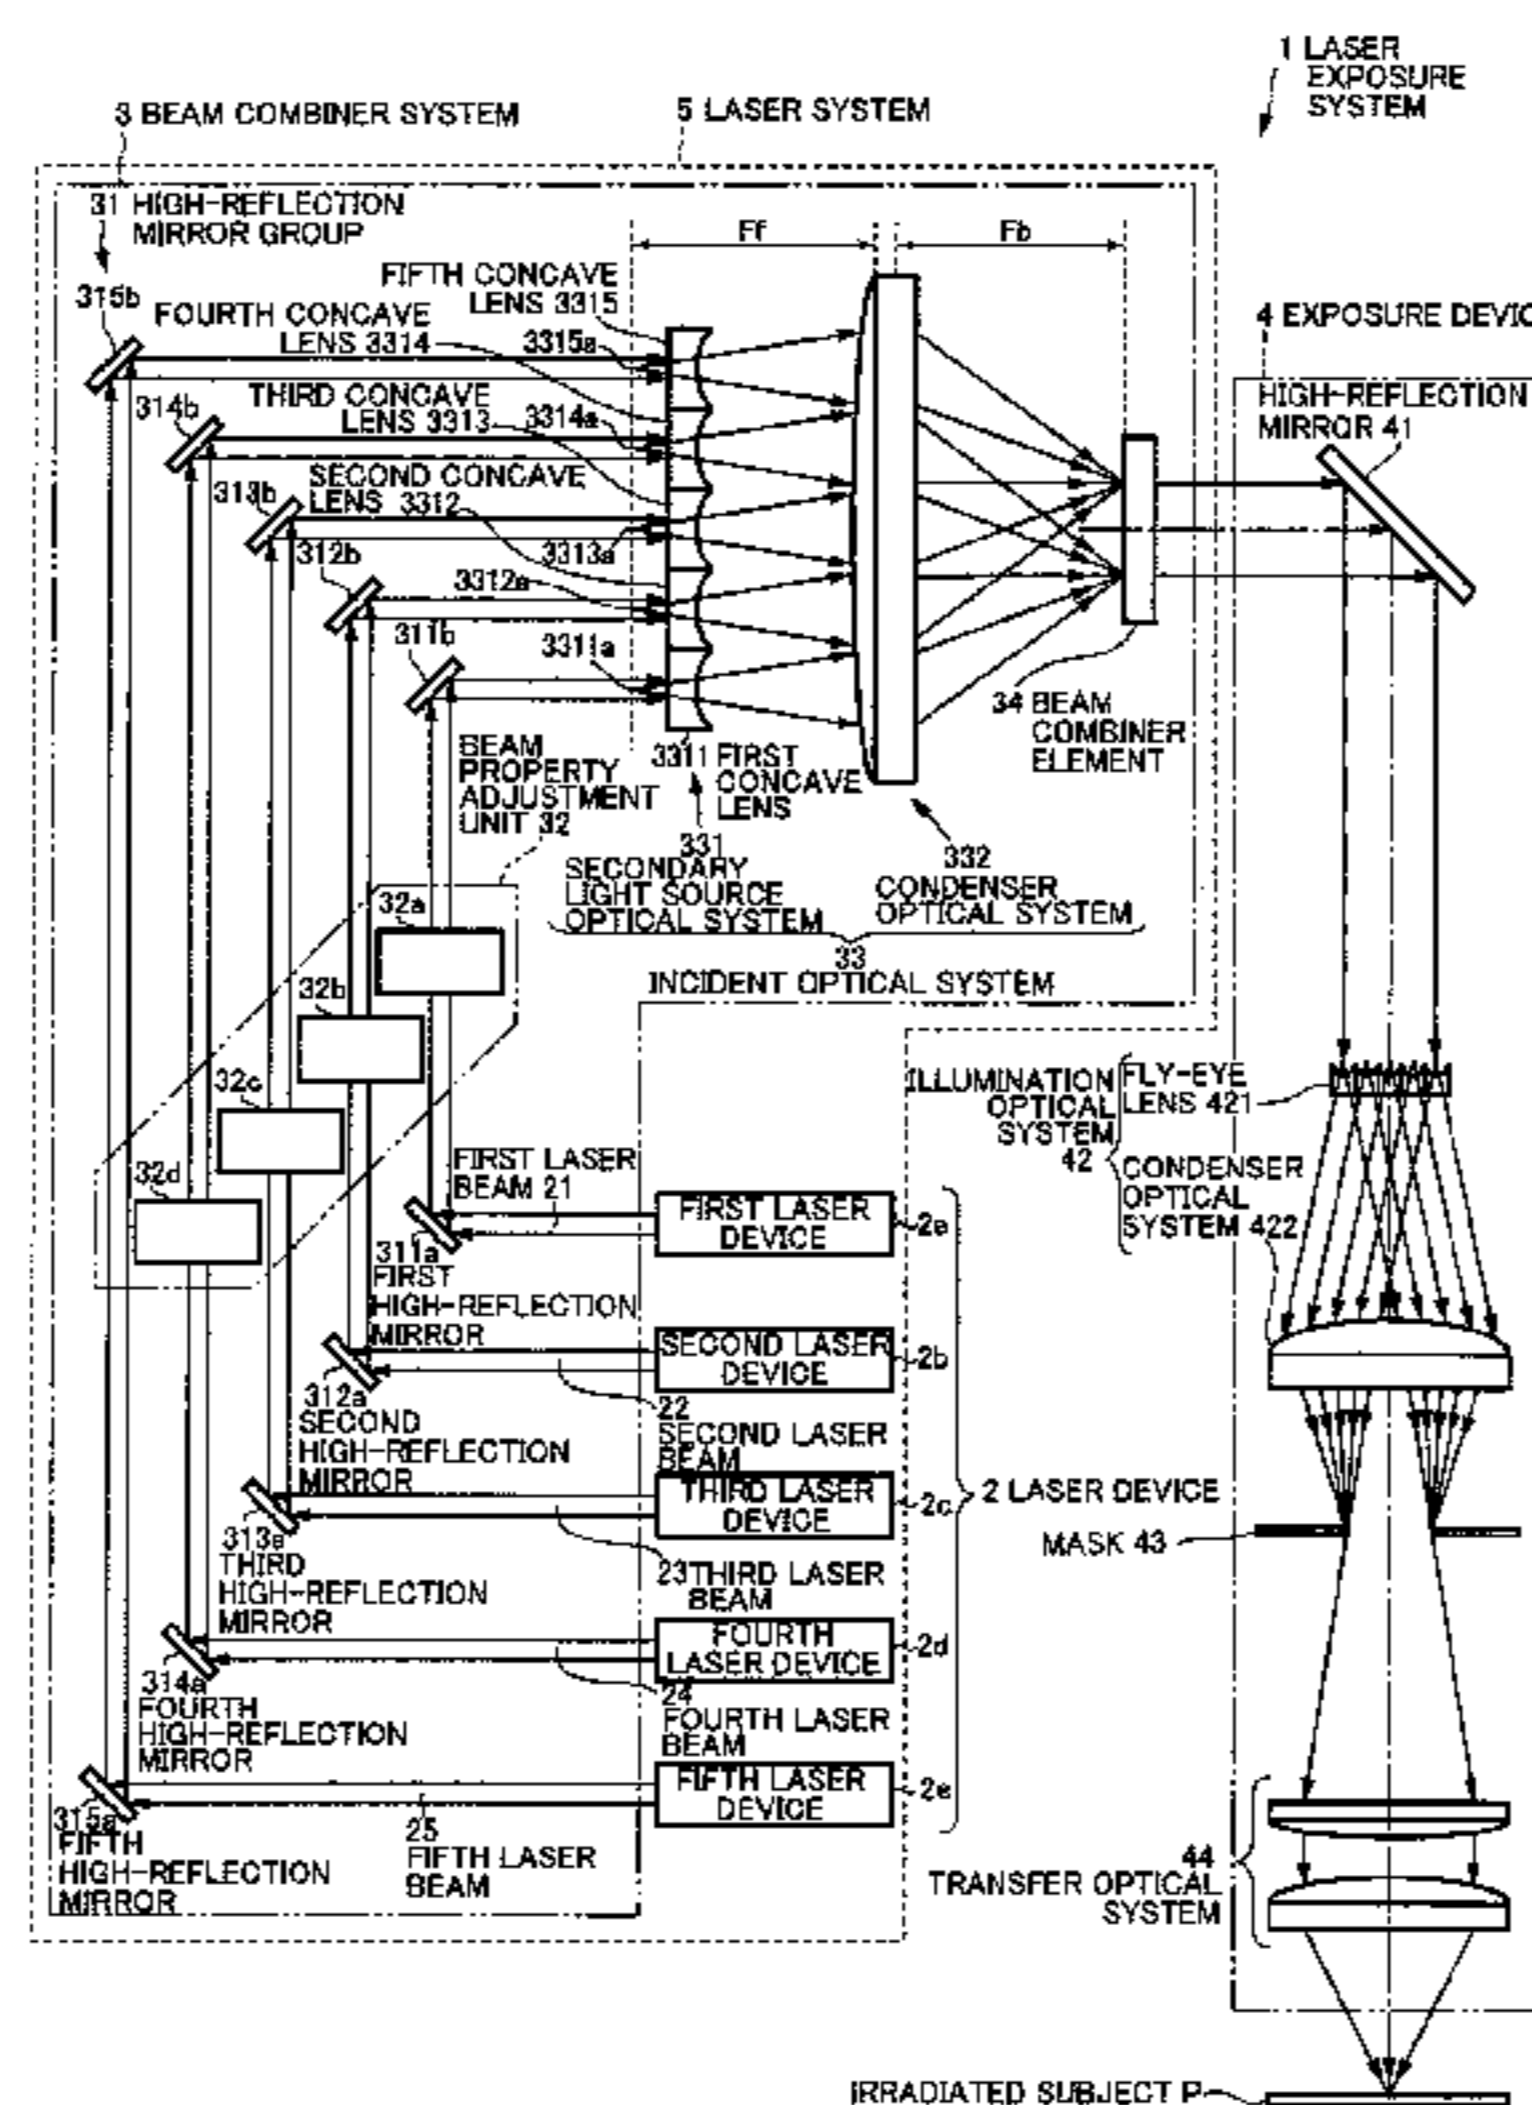 1 LASER
EXPOSURE
SYSTEM
3 BEAM COMBINER SYSTEM
5 LASER SYSTEM
31 HIGH-REFLECTION
MIRROR GROUP
Ff
Fb
FIFTH CONCAVE
LENS 3315
315b
FOURTH CONCAVE
LENS 3314
3315a
4 EXPOSURE DEVIC
THIRD CONCAVE
LENS 3313
314b
3314a
HIGH-REFLECTION
MIRROR 41
SECOND CONCAVE
LENS 3312
313b
3313a
312b
3312a
311b
3311a
34 BEAM
COMBINER
ELEMENT
BEAM
PROPERTY
ADJUSTMENT
UNIT 32
3311 FIRST
CONCAVE
LENS
331
SECONDARY
LIGHT SOURCE
OPTICAL SYSTEM
332
CONDENSER
OPTICAL SYSTEM
33
INCIDENT OPTICAL SYSTEM
32a
32b
32c
32d
ILLUMINATION
OPTICAL
SYSTEM
42
FLY-EYE
LENS 421
CONDENSER
OPTICAL
SYSTEM 422
FIRST LASER
BEAM 21
FIRST LASER
DEVICE
2a
311a
FIRST
HIGH-REFLECTION
MIRROR
SECOND LASER
DEVICE
2b
312a
SECOND
HIGH-REFLECTION
MIRROR
22
SECOND LASER
BEAM
THIRD LASER
DEVICE
2c
2 LASER DEVICE
MASK 43
313a
THIRD
HIGH-REFLECTION
MIRROR
23 THIRD LASER
BEAM
FOURTH
LASER DEVICE
2d
314a
FOURTH
HIGH-REFLECTION
MIRROR
24
FOURTH LASER
BEAM
FIFTH LASER
DEVICE
2e
315a
FIFTH
HIGH-REFLECTION
MIRROR
25
FIFTH LASER
BEAM
44
TRANSFER OPTICAL
SYSTEM
IRRADIATED SUBJECT P